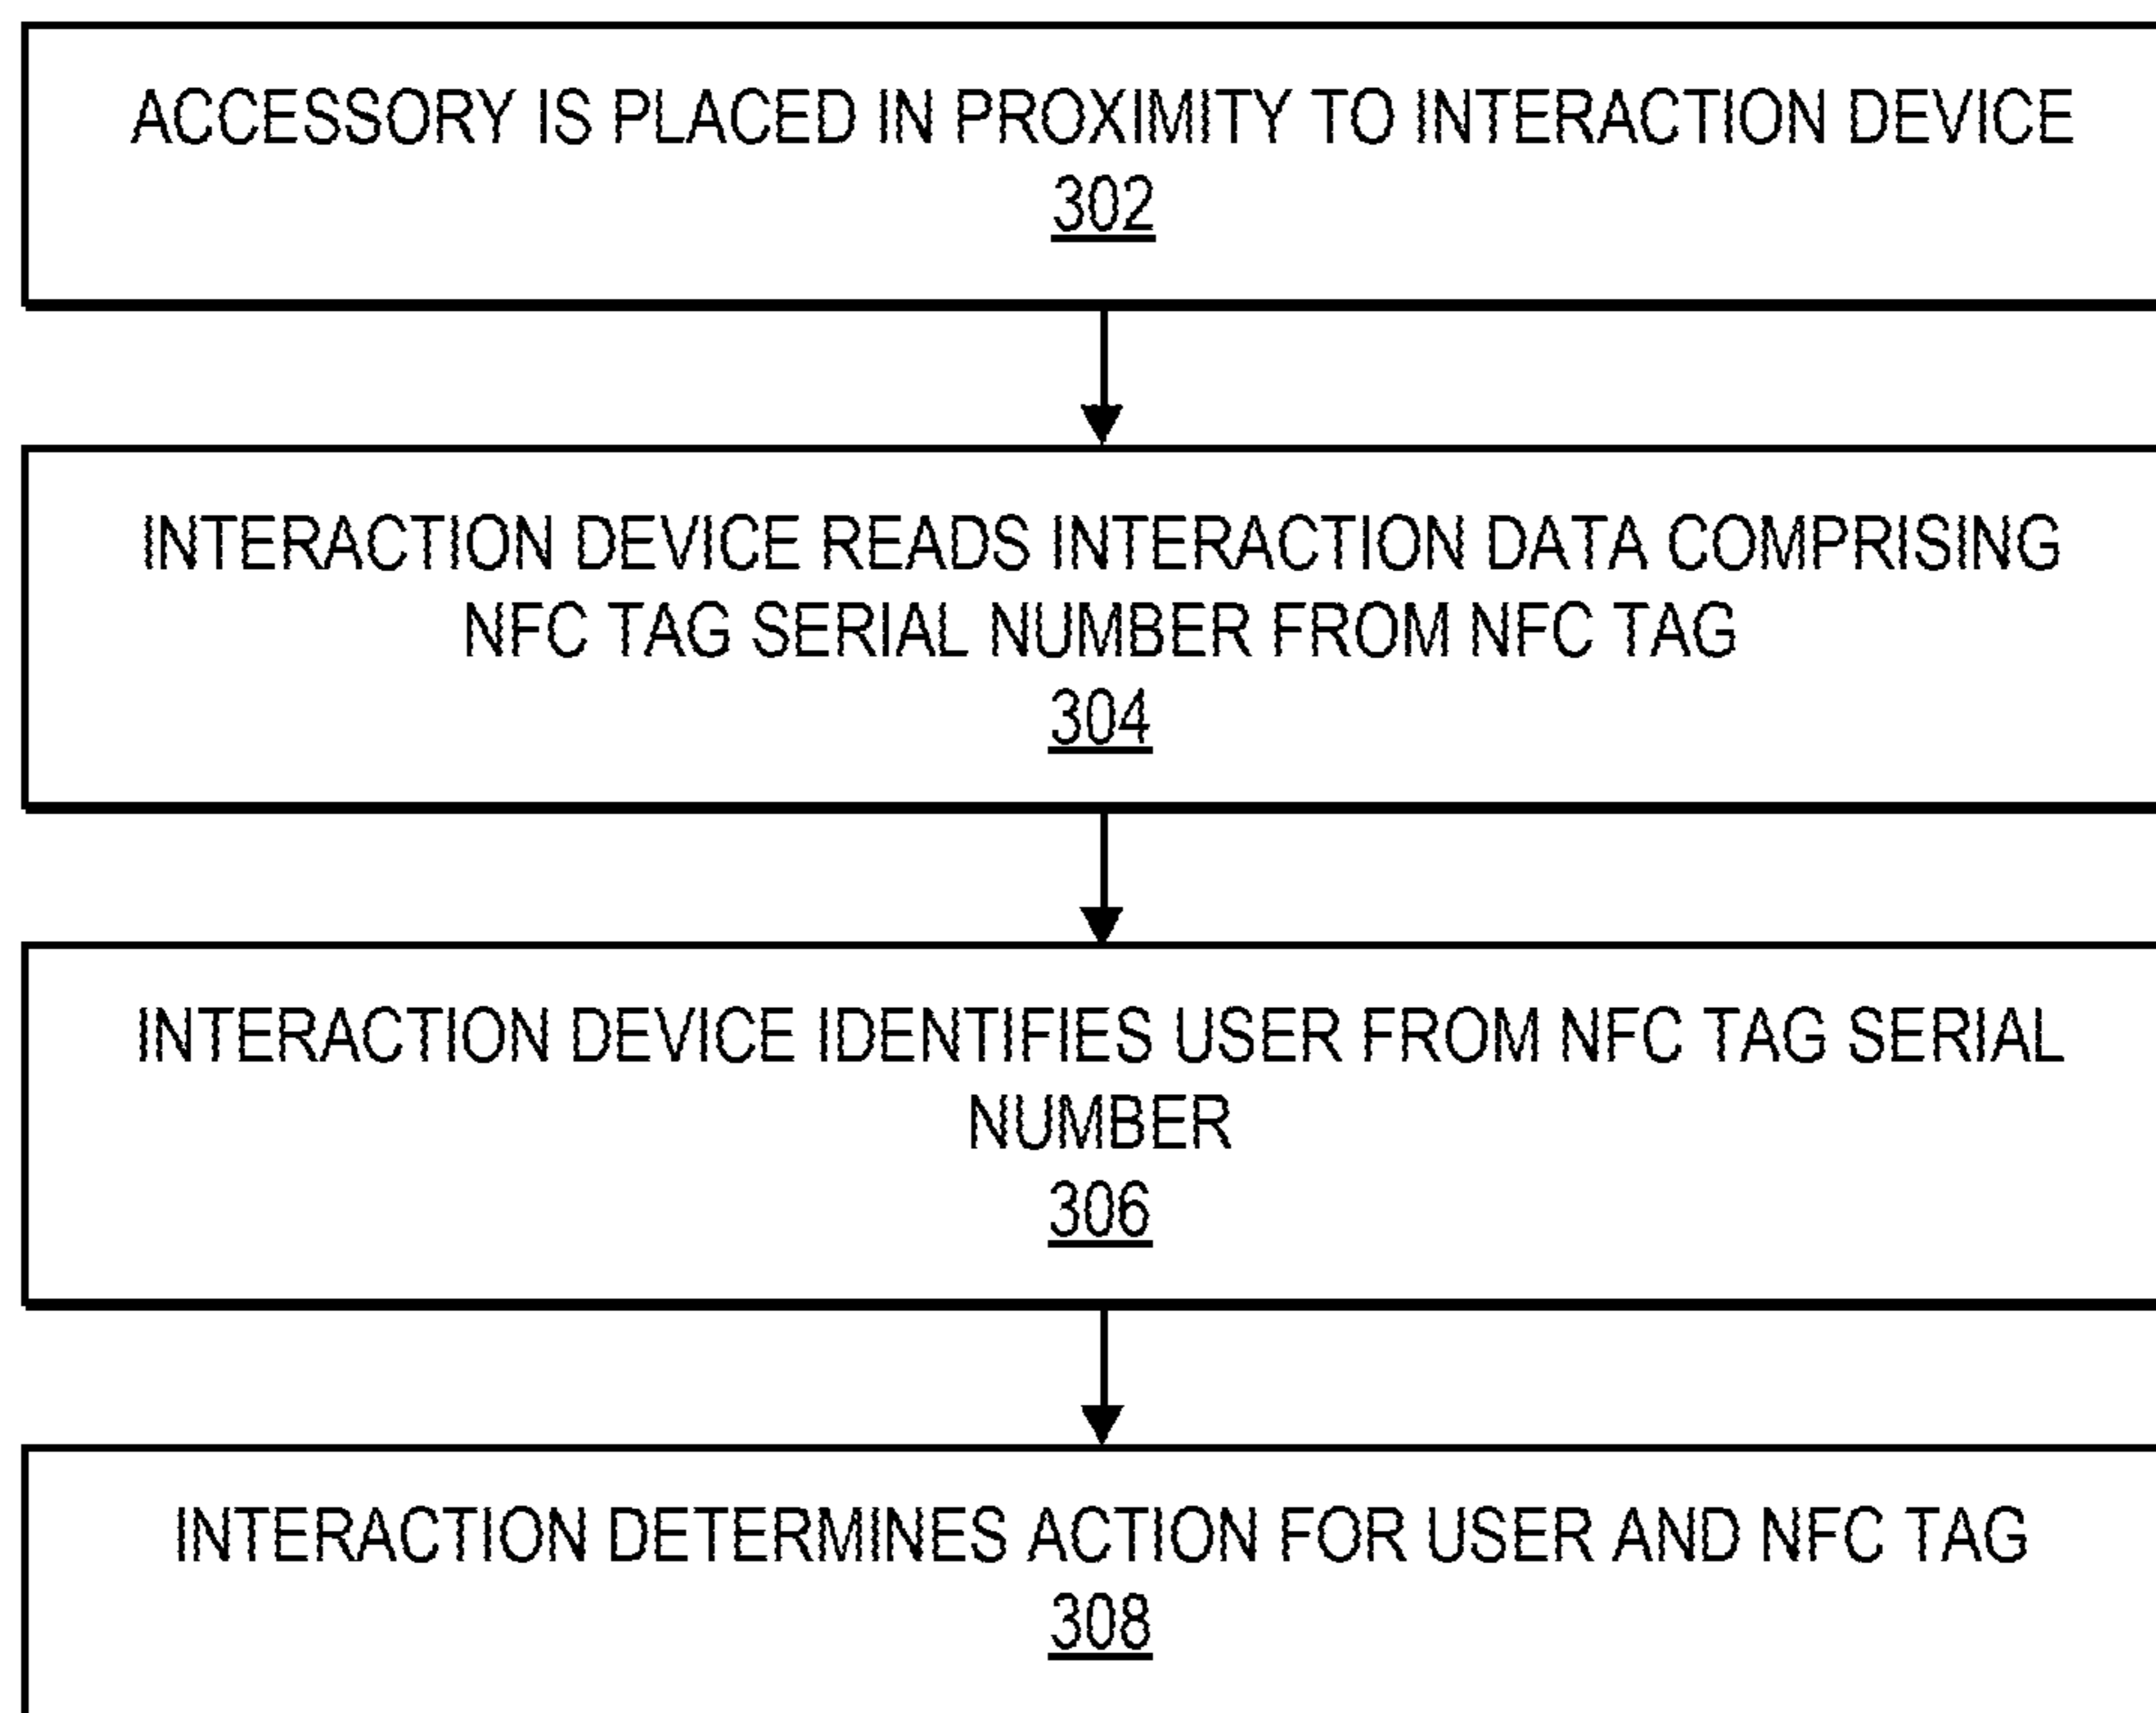 ACCESSORY IS PLACED IN PROXIMITY TO INTERACTION DEVICE
302
INTERACTION DEVICE READS INTERACTION DATA COMPRISING
NFC TAG SERIAL NUMBER FROM NFC TAG
304
INTERACTION DEVICE IDENTIFIES USER FROM NFC TAG SERIAL
NUMBER
306
INTERACTION DETERMINES ACTION FOR USER AND NFC TAG
308